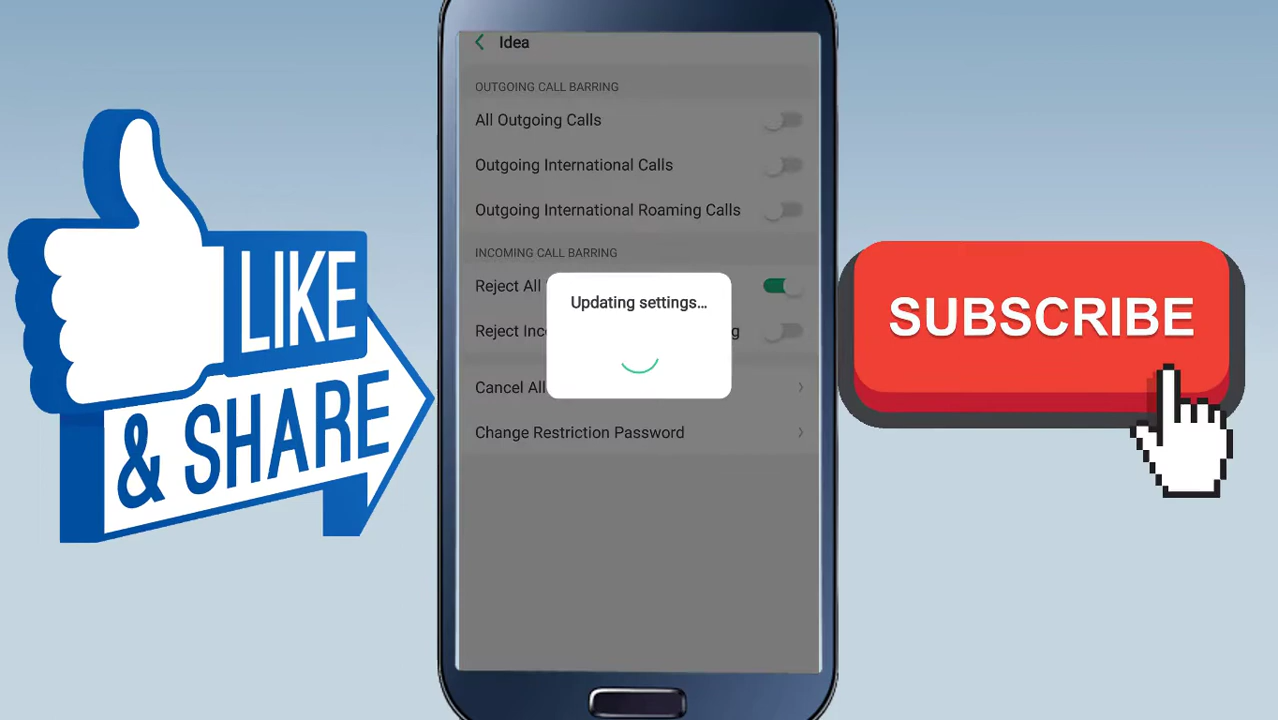 Idea
OUTGOING CALL BARRING
All Outgoing Calls
Outgoing International Calls
Outgoing International Roaming Calls
INCOMING CALL BARRING
Reject All
Updating settings...
Reject
Cancel All
Change Restriction Password
LIKE
& SHARE
SUBSCRIBE